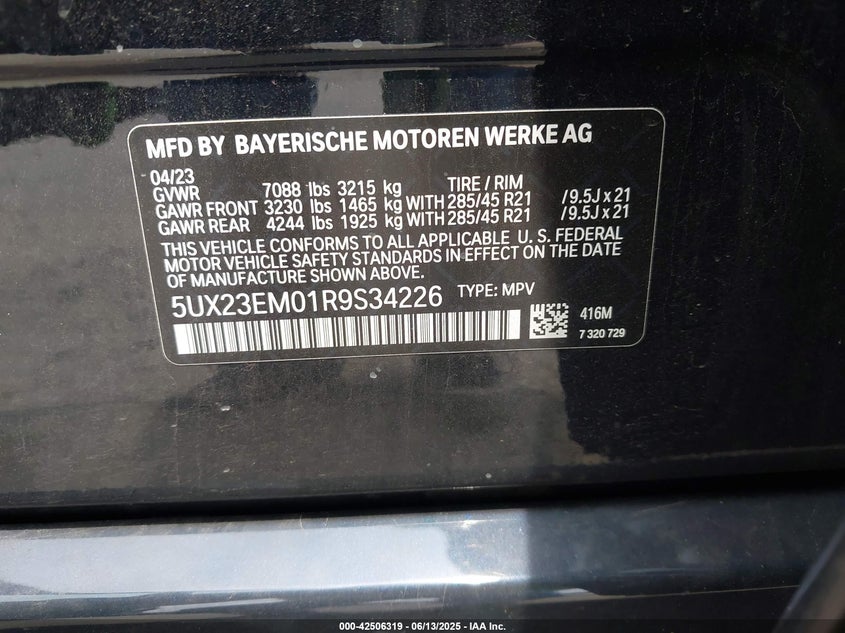 MFD BY BAYERISCHE MOTOREN WERKE AG
04/23 TIRE / RIM
GVWR 7088 lbs 3215 kg
GAWR FRONT 3230 lbs 1465 kg WITH 285/45 R21 /9.5J x 21
GAWR REAR 4244 lbs 1925 kg WITH 285/45 R21 /9.5J x 21
THIS VEHICLE CONFORMS TO ALL APPLICABLE U. S. FEDERAL
MOTOR VEHICLE SAFETY STANDARDS IN EFFECT ON THE DATE
OF MANUFACTURE SHOWN ABOVE.
5UX23EM01R9S34226 TYPE: MPV
416M
7 320 729
000-42506319 - 06/13/2025 - IAA Inc.